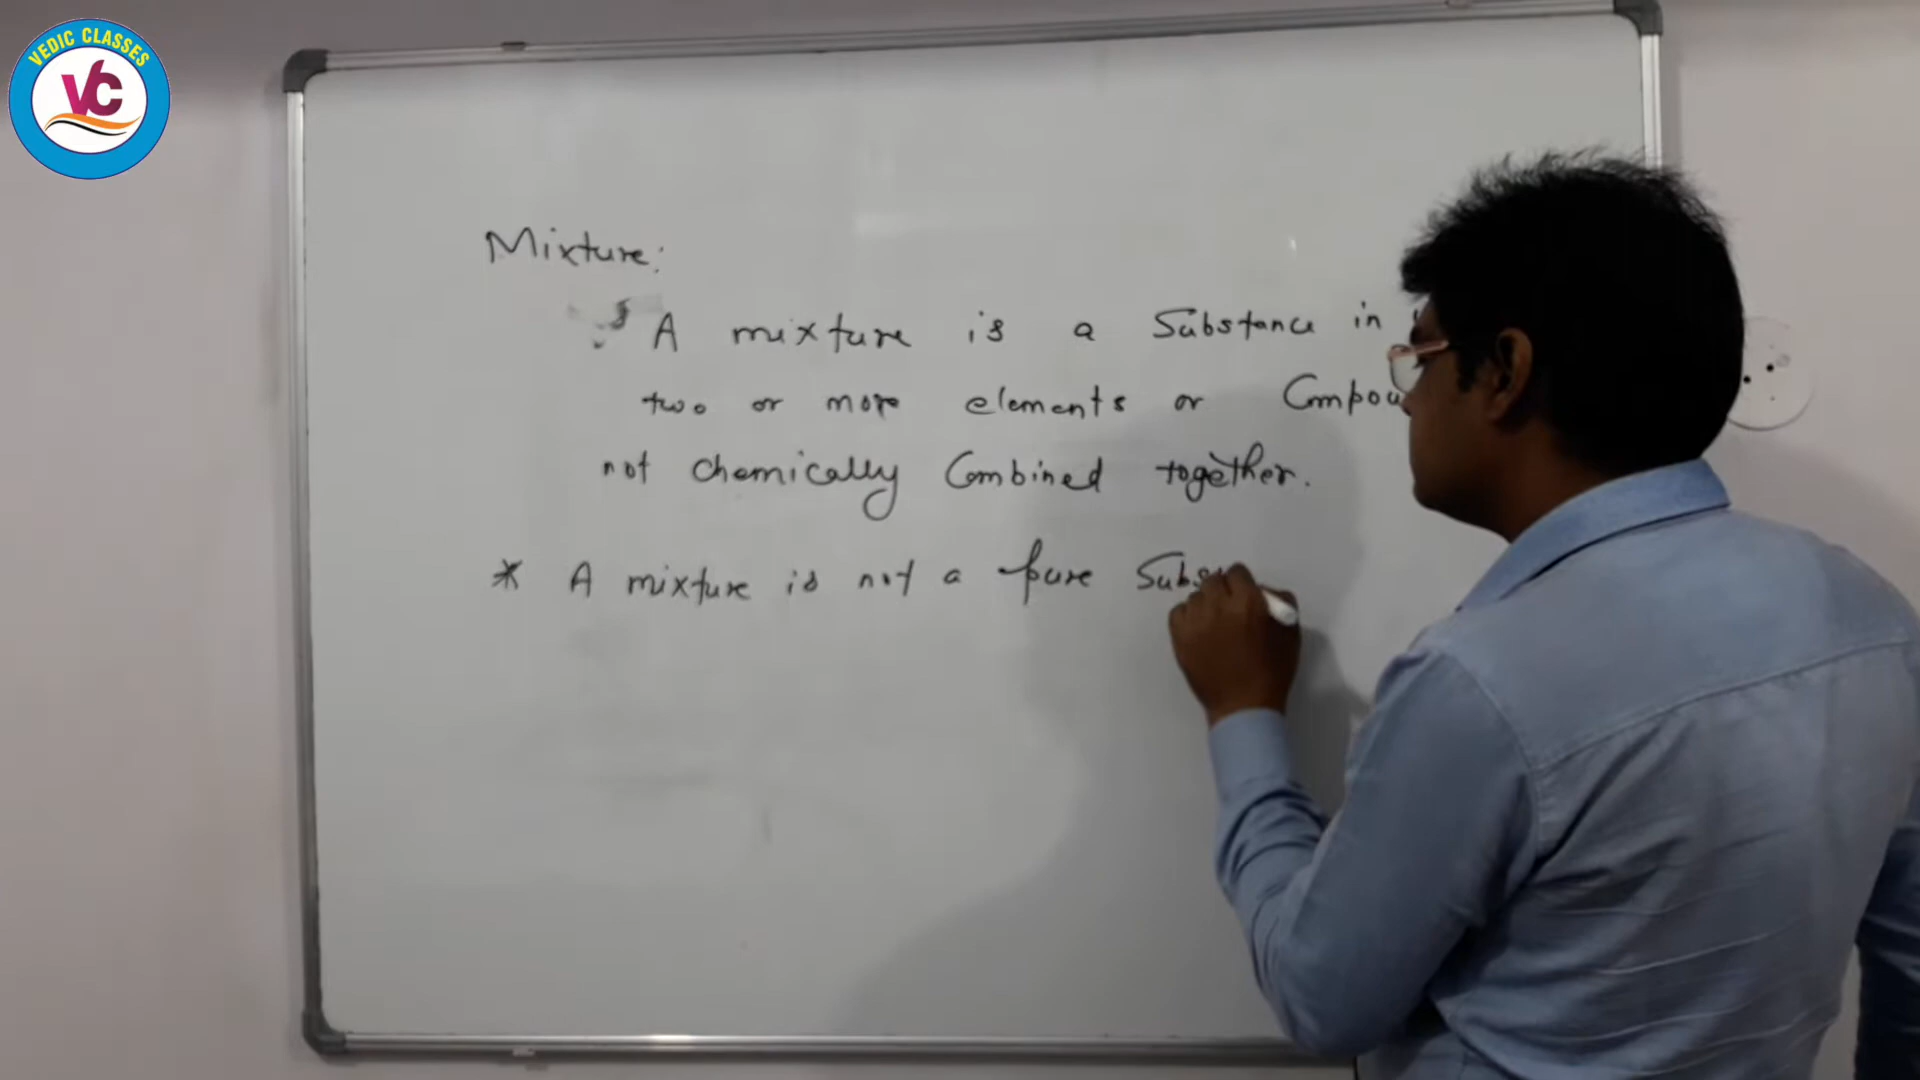 VEDIC CLASSES
VC
Mixture:
A mixture is a Substance in
two or more elements or
not chemically Combined together.
* A mixture is not a pure